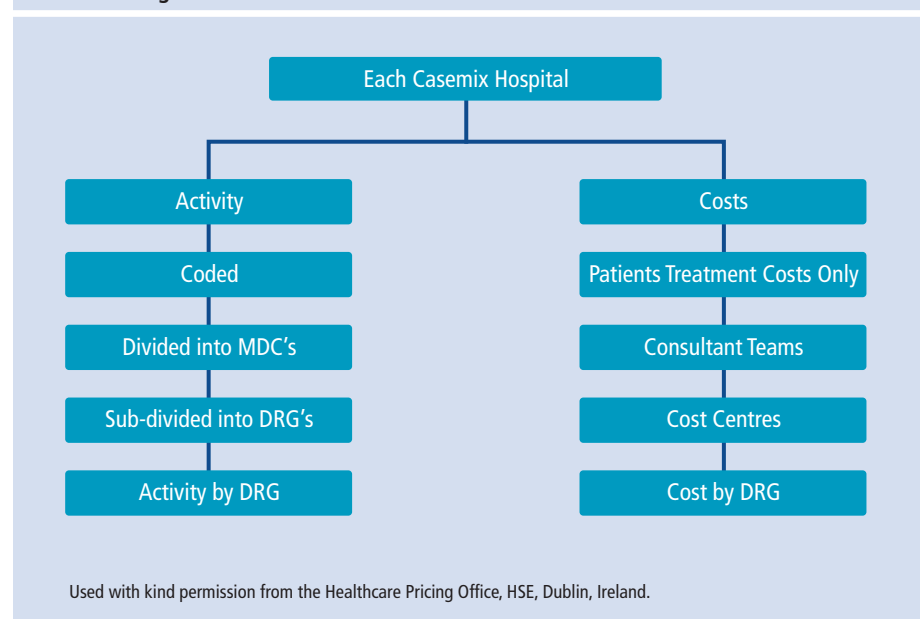 Each Casemix Hospital
Activity
Coded
Divided into MDC's
Sub-divided into DRG's
Activity by DRG
Costs
Patients Treatment Costs Only
Consultant Teams
Cost Centres
Cost by DRG
Used with kind permission from the Healthcare Pricing Office, HSE, Dublin, Ireland.